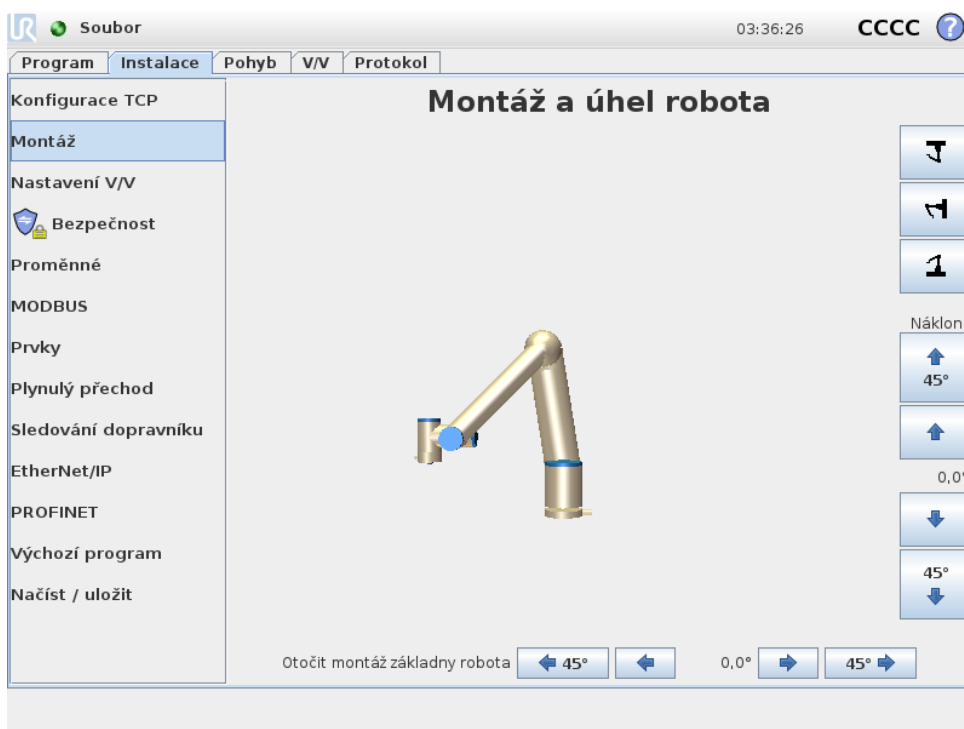 UR Soubor 03:36:26 CCCC ?
Program Instalace Pohyb V/V Protokol
Konfigurace TCP
Montáž
Nastavení V/V
Bezpečnost
Proměnné
MODBUS
Prvky
Plynulý přechod
Sledování dopravníku
EtherNet/IP
PROFINET
Výchozí program
Načíst / uložit
Montáž a úhel robota
Náklon
45°
0,0°
45°
Otočit montáž základny robota 45° 0,0° 45°